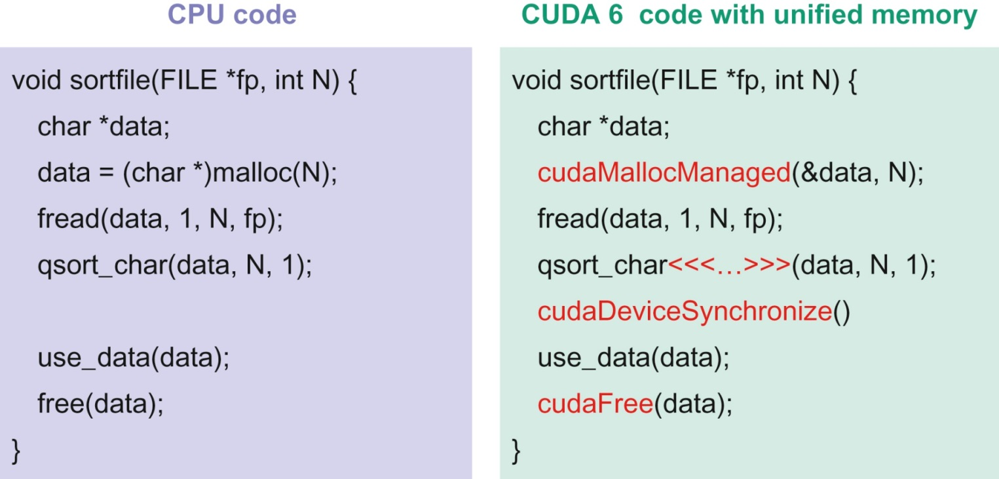 CPU code
void sortfile(FILE *fp, int N) {
char *data;
data = (char *)malloc(N);
fread(data, 1, N, fp);
qsort_char(data, N, 1);
use_data(data);
free(data);
}
CUDA 6 code with unified memory
void sortfile(FILE *fp, int N) {
char *data;
cudaMallocManaged(&data, N);
fread(data, 1, N, fp);
qsort_char<<<...>>>(data, N, 1);
cudaDeviceSynchronize()
use_data(data);
cudaFree(data);
}